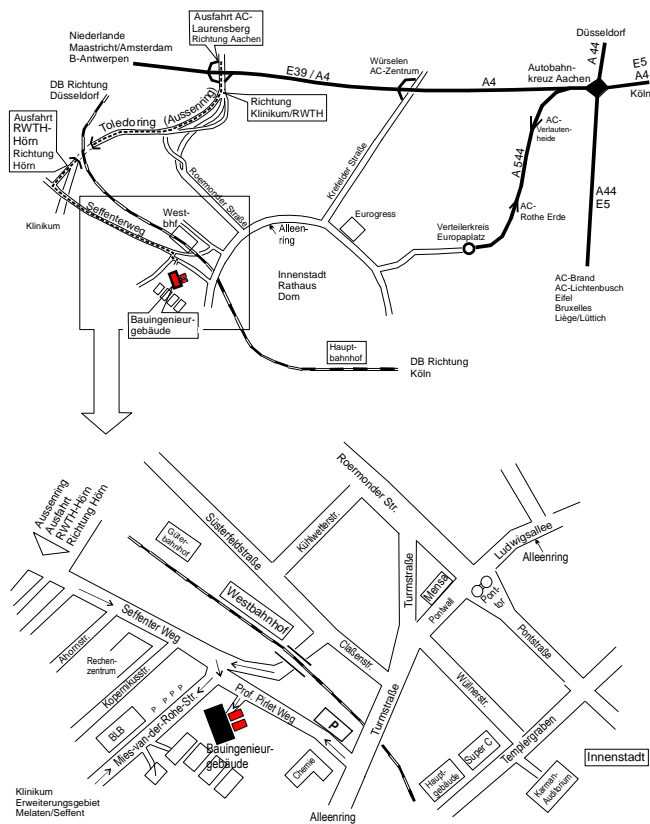 Ausfahrt AC-
Laurensberg
Richtung Aachen
Düsseldorf
Niederlande
Maastricht/Amsterdam
B-Antwerpen
A 44
E5
A4
Köln
E39 / A4
Würselen
AC-Zentrum
A4
Autobahn-
kreuz Aachen
DB Richtung
Düsseldorf
Toledoring (Aussenring)
Richtung
Klinikum/RWTH
Ausfahrt
RWTH-
Hörn
Richtung
Hörn
AC-
Verlauten-
heide
A 544
Krefelder Straße
Roermonder Straße
A44
E5
Seffenterweg
Klinikum
West-
bhf.
Alleen-
ring
Eurogress
AC-
Rothe Erde
Verteilerkreis
Europaplatz
Innenstadt
Rathaus
Dom
AC-Brand
AC-Lichtenbusch
Eifel
Bruxelles
Liège/Lüttich
Bauingenieur-
gebäude
Haupt-
bahnhof
DB Richtung
Köln
Aussenring
Ausfahrt
RWTH-Hörn
Richtung Hörn
Roermonder Str.
Süsterfeldstraße
Kühlwetterstr.
Güter-
bahnhof
Ludwigsallee
Alleenring
Turmstraße
Mensa
Pont-
tor
Pontwall
Westbahnhof
Seffenter Weg
Pontstraße
Ahornstr.
Rechen-
zentrum
Claßenstr.
Kopernikusstr.
Wüllnerstr.
P P P P
Prof. Pirlet Weg
P
Turmstraße
BLB
Mies-van-der-Rohe-Str.
Bauingenieur-
gebäude
Templergraben
Super C
Innenstadt
Chemie
Haupt-
gebäude
Karman-
Auditorium
Klinikum
Erweiterungsgebiet
Melaten/Seffent
Alleenring